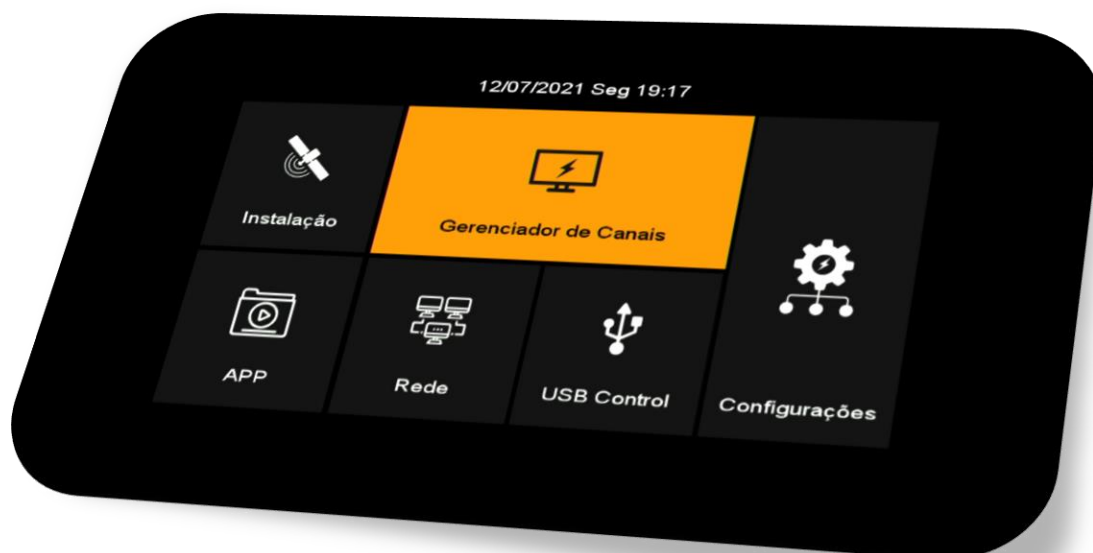 12/07/2021 Seg 19:17
Instalação
Gerenciador de Canais
APP
Rede
USB Control
Configurações